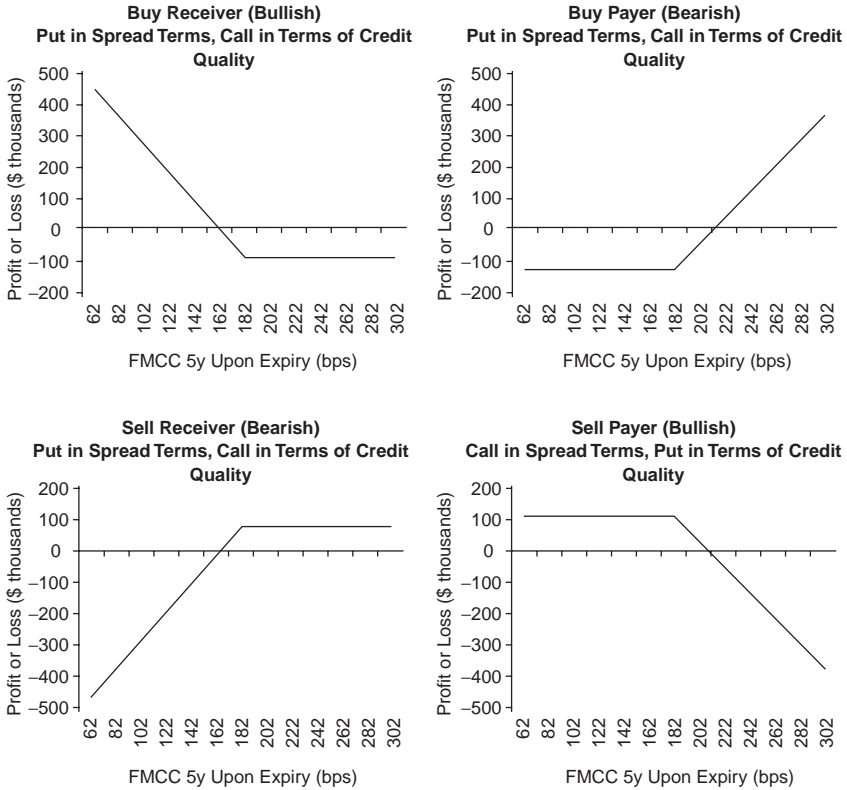 Buy Receiver (Bullish)
Put in Spread Terms, Call in Terms of Credit
Quality
500
400
300
200
100
0
–100
–200
Profit or Loss ($ thousands)
62 82 102 122 142 162 182 202 222 242 262 282 302
FMCC 5y Upon Expiry (bps)
Buy Payer (Bearish)
Put in Spread Terms, Call in Terms of Credit
Quality
500
400
300
200
100
0
–100
–200
Profit or Loss ($ thousands)
62 82 102 122 142 162 182 202 222 242 262 282 302
FMCC 5y Upon Expiry (bps)
Sell Receiver (Bearish)
Put in Spread Terms, Call in Terms of Credit
Quality
200
100
0
–100
–200
–300
–400
–500
Profit or Loss ($ thousands)
62 82 102 122 142 162 182 202 222 242 262 282 302
FMCC 5y Upon Expiry (bps)
Sell Payer (Bullish)
Call in Spread Terms, Put in Terms of Credit
Quality
200
100
0
–100
–200
–300
–400
–500
Profit or Loss ($ thousands)
62 82 102 122 142 162 182 202 222 242 262 282 302
FMCC 5y Upon Expiry (bps)